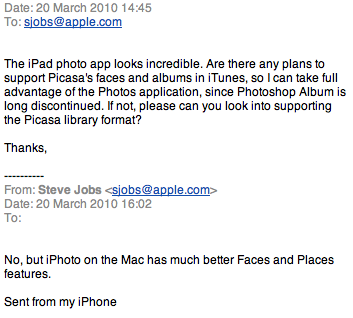 Date: 20 March 2010 14:45
To: sjobs@apple.com
The iPad photo app looks incredible. Are there any plans to
support Picasa's faces and albums in iTunes, so I can take full
advantage of the Photos application, since Photoshop Album is
long discontinued. If not, please can you look into supporting
the Picasa library format?
Thanks,
----------
From: Steve Jobs <sjobs@apple.com>
Date: 20 March 2010 16:02
To:
No, but iPhoto on the Mac has much better Faces and Places
features.
Sent from my iPhone